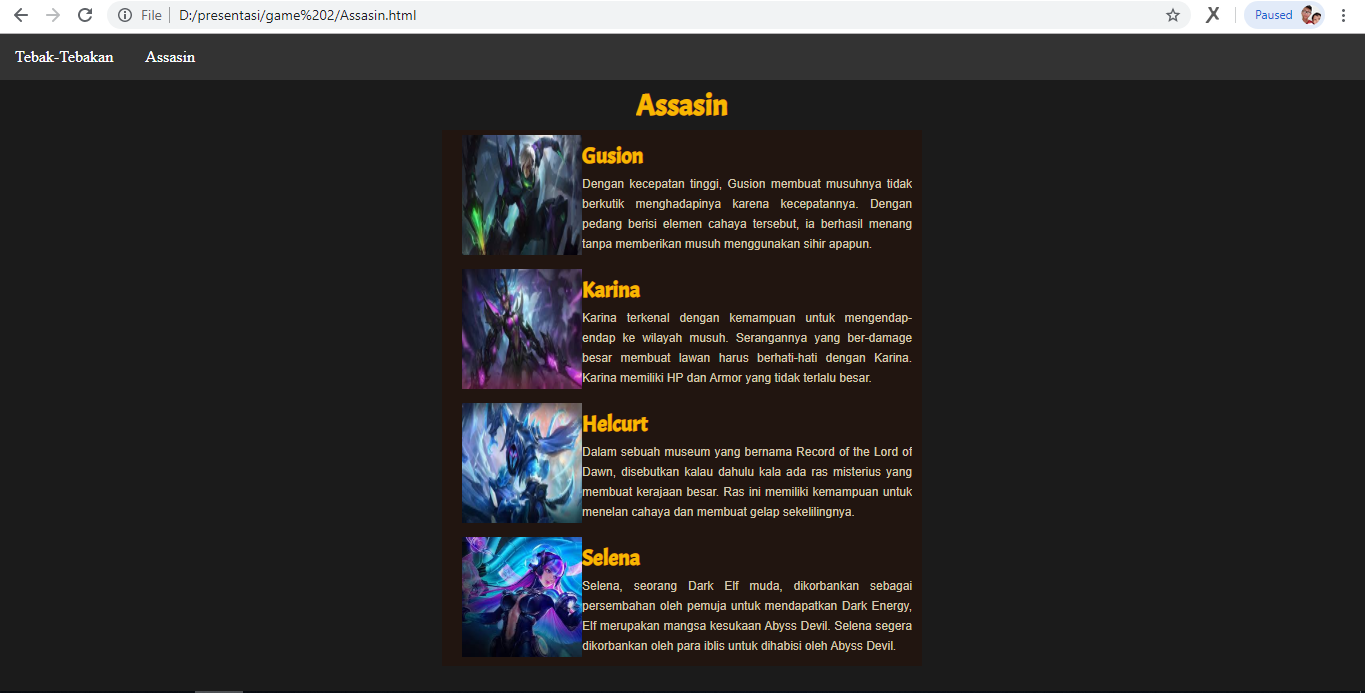 File
D:/presentasi/game%202/Assasin.html
Paused
Tebak-Tebakan
Assasin
Assasin
Gusion
Dengan kecepatan tinggi, Gusion membuat musuhnya tidak
berkutik menghadapinya karena kecepatannya. Dengan
pedang berisi elemen cahaya tersebut, ia berhasil menang
tanpa memberikan musuh menggunakan sihir apapun.
Karina
Karina terkenal dengan kemampuan untuk mengendap-
endap ke wilayah musuh. Serangannya yang ber-damage
besar membuat lawan harus berhati-hati dengan Karina.
Karina memiliki HP dan Armor yang tidak terlalu besar.
Helcurt
Dalam sebuah museum yang bernama Record of the Lord of
Dawn, disebutkan kalau dahulu kala ada ras misterius yang
membuat kerajaan besar. Ras ini memiliki kemampuan untuk
menelan cahaya dan membuat gelap sekelilingnya.
Selena
Selena, seorang Dark Elf muda, dikorbankan sebagai
persembahan oleh pemuja untuk mendapatkan Dark Energy,
Elf merupakan mangsa kesukaan Abyss Devil. Selena segera
dikorbankan oleh para iblis untuk dihabisi oleh Abyss Devil.